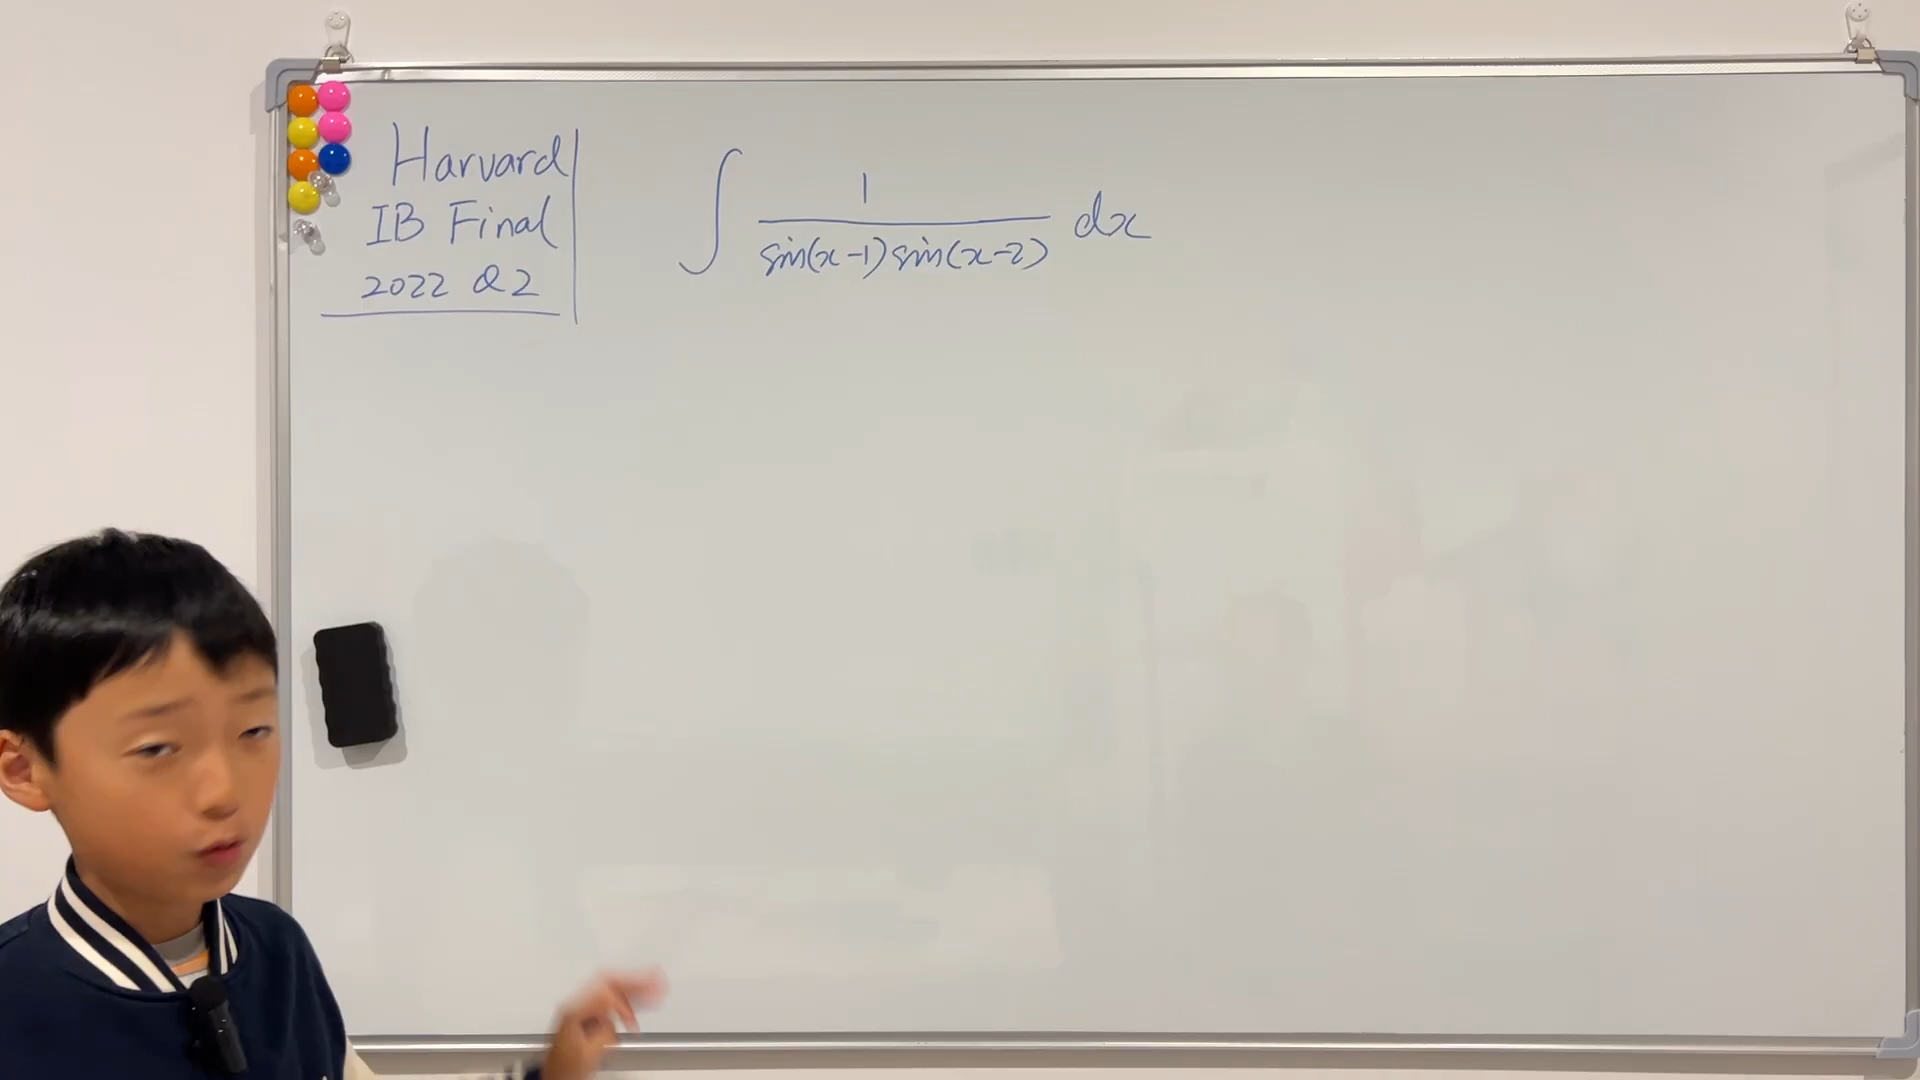 Harvard
IB Final
2022 Q2
∫ 1/(sin(x-1)sin(x-2)) dx